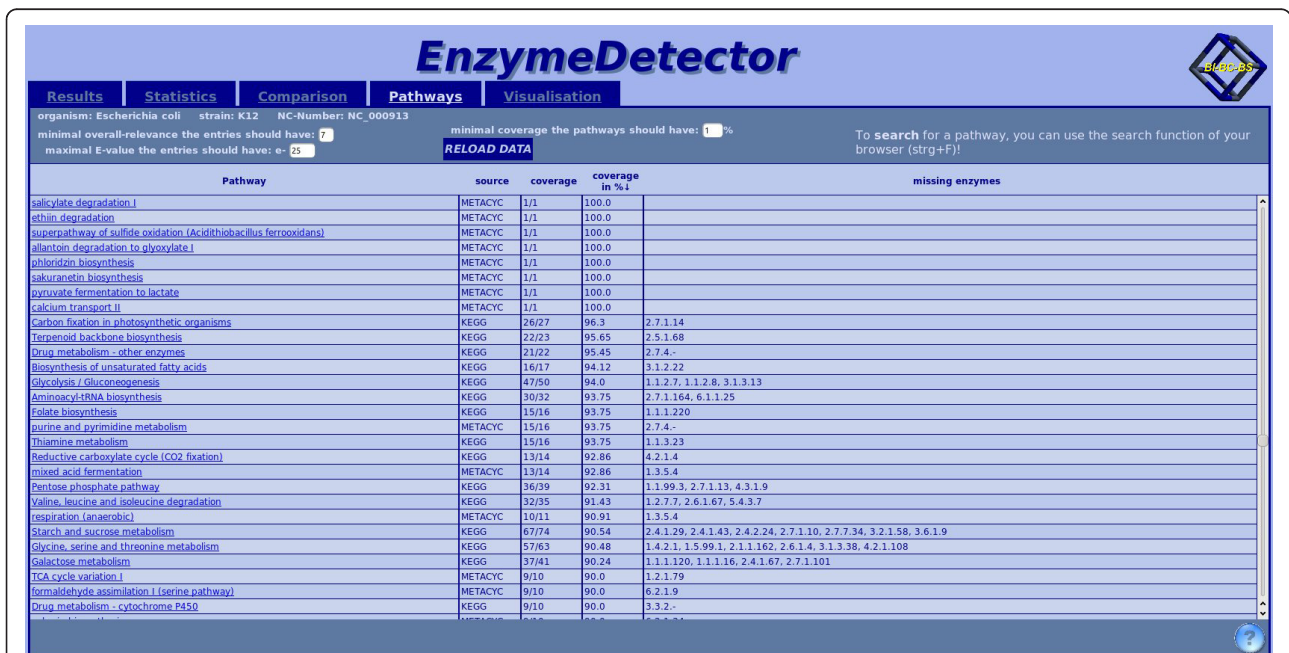 EnzymeDetector
BI-BC-BS
Results Statistics Comparison Pathways Visualisation
organism: Escherichia coli strain: K12 NC-Number: NC_000913
minimal overall-relevance the entries should have: 7 minimal coverage the pathways should have: 1 % To search for a pathway, you can use the search function of your
maximal E-value the entries should have: e- 25 RELOAD DATA browser (strg+F)!
Pathway source coverage coverage in %↓ missing enzymes
salicylate degradation I METACYC 1/1 100.0
ethiin degradation METACYC 1/1 100.0
superpathway of sulfide oxidation (Acidithiobacillus ferrooxidans) METACYC 1/1 100.0
allantoin degradation to glyoxylate I METACYC 1/1 100.0
phloridzin biosynthesis METACYC 1/1 100.0
sakuranetin biosynthesis METACYC 1/1 100.0
pyruvate fermentation to lactate METACYC 1/1 100.0
calcium transport II METACYC 1/1 100.0
Carbon fixation in photosynthetic organisms KEGG 26/27 96.3 2.7.1.14
Terpenoid backbone biosynthesis KEGG 22/23 95.65 2.5.1.68
Drug metabolism - other enzymes KEGG 21/22 95.45 2.7.4.-
Biosynthesis of unsaturated fatty acids KEGG 16/17 94.12 3.1.2.22
Glycolysis / Gluconeogenesis KEGG 47/50 94.0 1.1.2.7, 1.1.2.8, 3.1.3.13
Aminoacyl-tRNA biosynthesis KEGG 30/32 93.75 2.7.1.164, 6.1.1.25
Folate biosynthesis KEGG 15/16 93.75 1.1.1.220
purine and pyrimidine metabolism METACYC 15/16 93.75 2.7.4.-
Thiamine metabolism KEGG 15/16 93.75 1.1.3.23
Reductive carboxylate cycle (CO2 fixation) KEGG 13/14 92.86 4.2.1.4
mixed acid fermentation METACYC 13/14 92.86 1.3.5.4
Pentose phosphate pathway KEGG 36/39 92.31 1.1.99.3, 2.7.1.13, 4.3.1.9
Valine, leucine and isoleucine degradation KEGG 32/35 91.43 1.2.7.7, 2.6.1.67, 5.4.3.7
respiration (anaerobic) METACYC 10/11 90.91 1.3.5.4
Starch and sucrose metabolism KEGG 67/74 90.54 2.4.1.29, 2.4.1.43, 2.4.2.24, 2.7.1.10, 2.7.7.34, 3.2.1.58, 3.6.1.9
Glycine, serine and threonine metabolism KEGG 57/63 90.48 1.4.2.1, 1.5.99.1, 2.1.1.162, 2.6.1.4, 3.1.3.38, 4.2.1.108
Galactose metabolism KEGG 37/41 90.24 1.1.1.120, 1.1.1.16, 2.4.1.67, 2.7.1.101
TCA cycle variation I METACYC 9/10 90.0 1.2.1.79
formaldehyde assimilation I (serine pathway) METACYC 9/10 90.0 6.2.1.9
Drug metabolism - cytochrome P450 KEGG 9/10 90.0 3.3.2.-
?